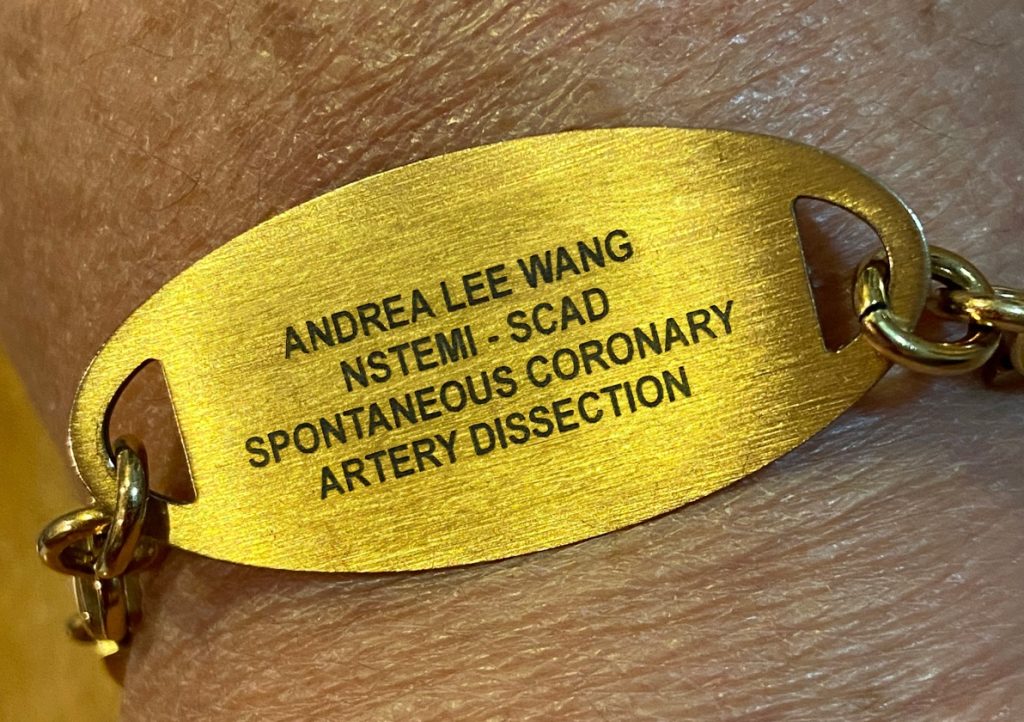 ANDREA LEE WANG
NSTEMI - SCAD
SPONTANEOUS CORONARY
ARTERY DISSECTION